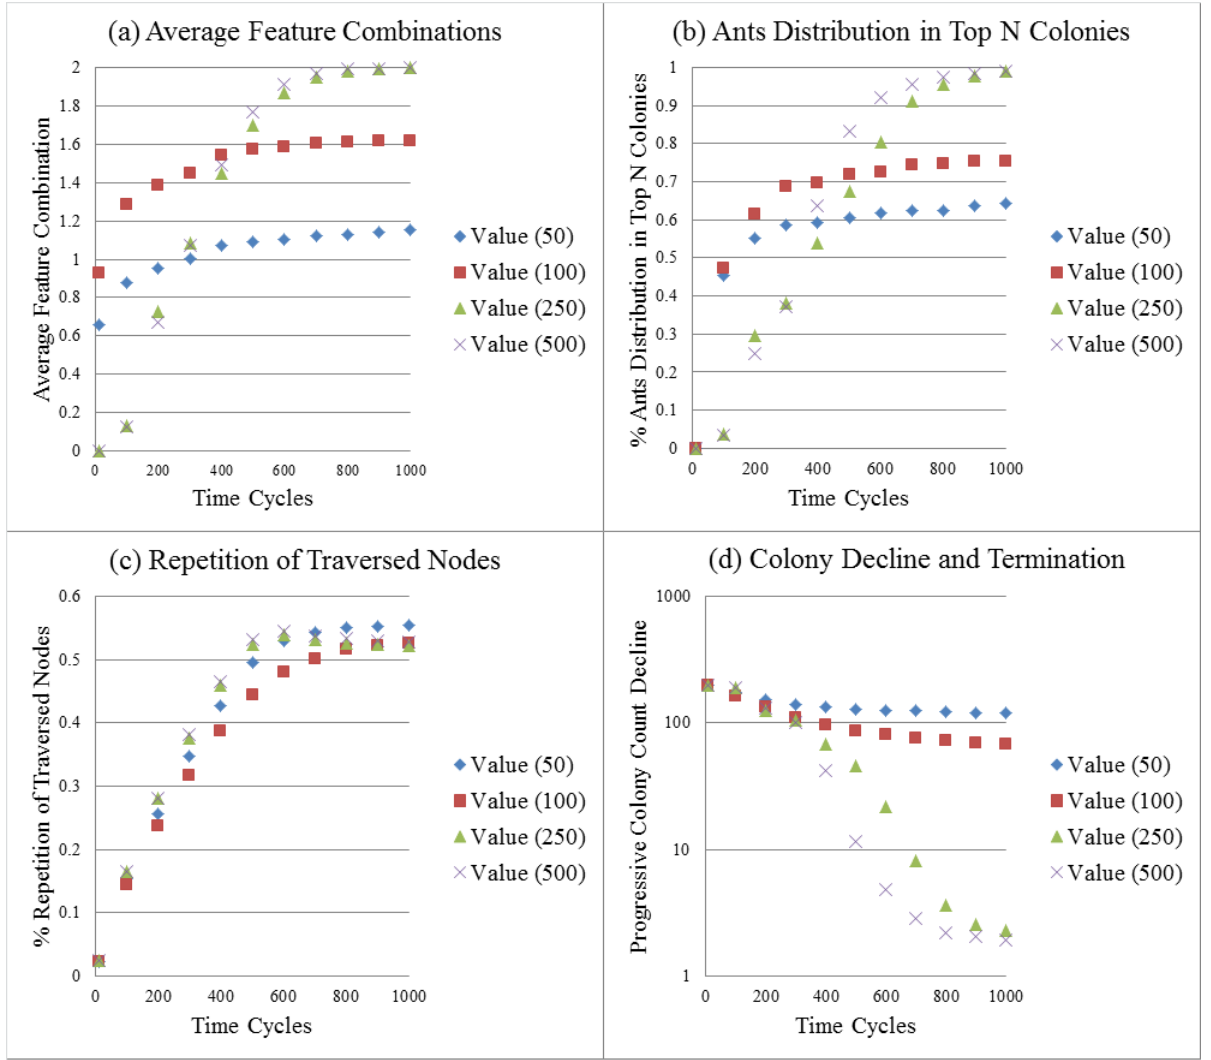 (a) Average Feature Combinations
Average Feature Combination
2
1.8
1.6
1.4
1.2
1
0.8
0.6
0.4
0.2
0
0 200 400 600 800 1000
Time Cycles
Value (50)
Value (100)
Value (250)
Value (500)
(b) Ants Distribution in Top N Colonies
% Ants Distribution in Top N Colonies
1
0.9
0.8
0.7
0.6
0.5
0.4
0.3
0.2
0.1
0
0 200 400 600 800 1000
Time Cycles
Value (50)
Value (100)
Value (250)
Value (500)
(c) Repetition of Traversed Nodes
% Repetition of Traversed Nodes
0.6
0.5
0.4
0.3
0.2
0.1
0
0 200 400 600 800 1000
Time Cycles
Value (50)
Value (100)
Value (250)
Value (500)
(d) Colony Decline and Termination
Progressive Colony Count Decline
1000
100
10
1
0 200 400 600 800 1000
Time Cycles
Value (50)
Value (100)
Value (250)
Value (500)